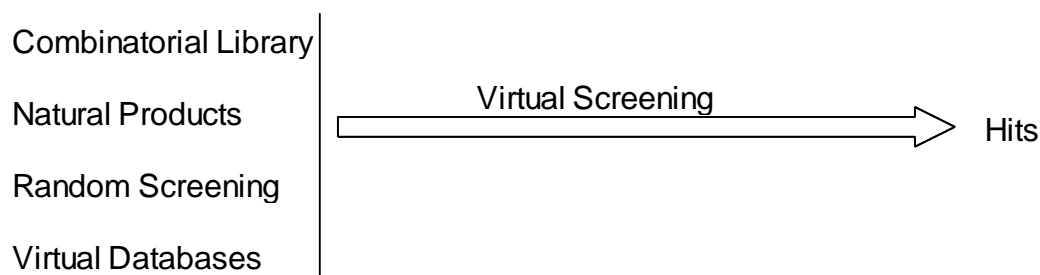 Combinatorial Library
Natural Products
Random Screening
Virtual Databases
Virtual Screening
Hits